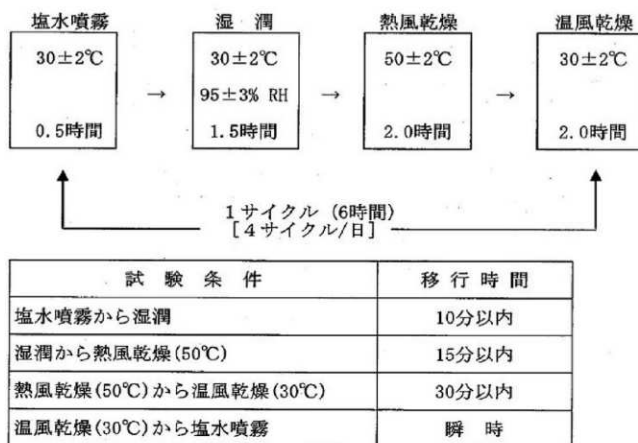 塩水噴霧 湿 潤 熱風乾燥 温風乾燥
30±2℃ 30±2℃ 50±2℃ 30±2℃
→ 95±3% RH → →
0.5時間 1.5時間 2.0時間 2.0時間
1サイクル (6時間)
[4サイクル/日]
試 験 条 件 移 行 時 間
塩水噴霧から湿潤 10分以内
湿潤から熱風乾燥(50℃) 15分以内
熱風乾燥(50℃)から温風乾燥(30℃) 30分以内
温風乾燥(30℃)から塩水噴霧 瞬 時